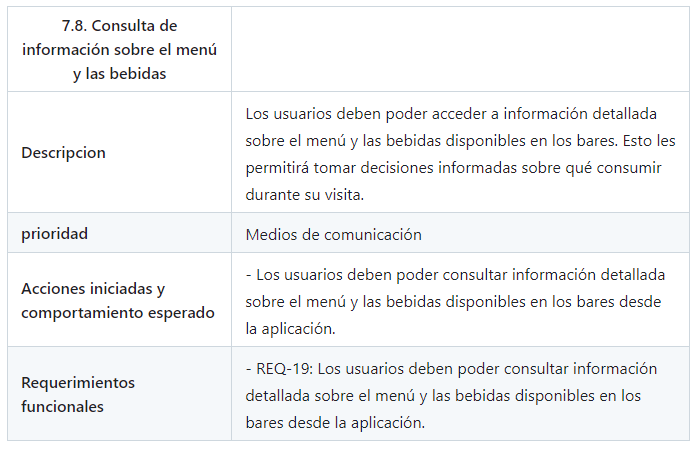 7.8. Consulta de
información sobre el menú
y las bebidas
Descripcion
Los usuarios deben poder acceder a información detallada
sobre el menú y las bebidas disponibles en los bares. Esto les
permitirá tomar decisiones informadas sobre qué consumir
durante su visita.
prioridad
Medios de comunicación
Acciones iniciadas y
comportamiento esperado
- Los usuarios deben poder consultar información detallada
sobre el menú y las bebidas disponibles en los bares desde
la aplicación.
Requerimientos
funcionales
- REQ-19: Los usuarios deben poder consultar información
detallada sobre el menú y las bebidas disponibles en los
bares desde la aplicación.